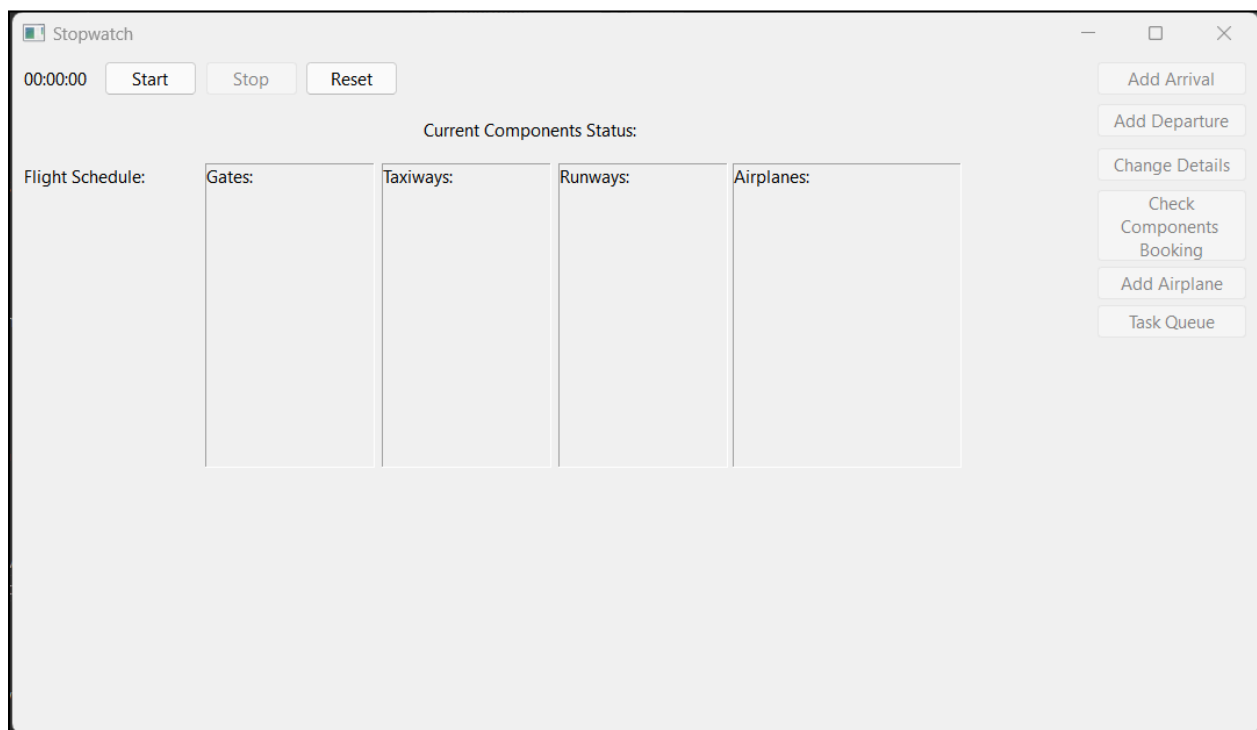 Stopwatch
00:00:00 Start Stop Reset Add Arrival
Current Components Status: Add Departure
Flight Schedule: Gates: Taxiways: Runways: Airplanes: Change Details
Check
Components
Booking
Add Airplane
Task Queue